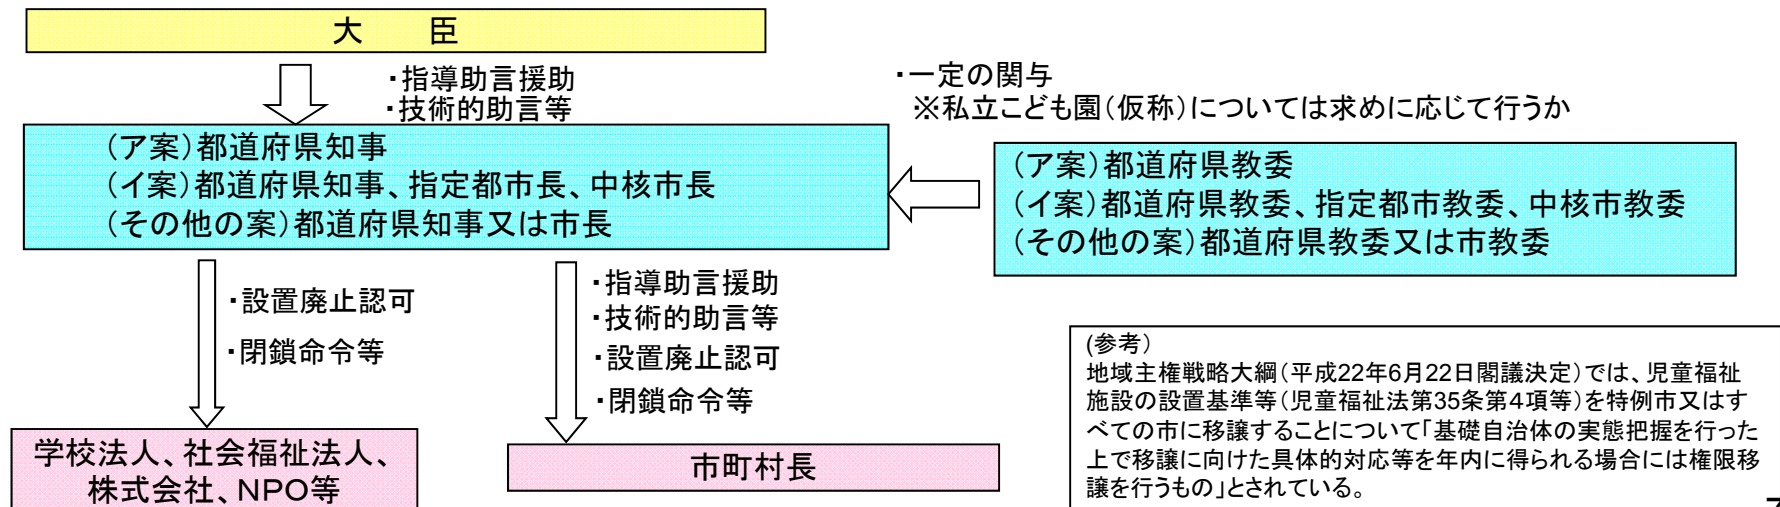 大　　臣
・指導助言援助
・技術的助言等
・一定の関与
※私立こども園(仮称)については求めに応じて行うか
(ア案)都道府県知事
(イ案)都道府県知事、指定都市長、中核市長
(その他の案)都道府県知事又は市長
(ア案)都道府県教委
(イ案)都道府県教委、指定都市教委、中核市教委
(その他の案)都道府県教委又は市教委
・設置廃止認可
・閉鎖命令等
・指導助言援助
・技術的助言等
・設置廃止認可
・閉鎖命令等
学校法人、社会福祉法人、
株式会社、NPO等
市町村長
(参考)
地域主権戦略大綱(平成22年6月22日閣議決定)では、児童福祉
施設の設置基準等(児童福祉法第35条第4項等)を特例市又はす
べての市に移譲することについて「基礎自治体の実態把握を行った
上で移譲に向けた具体的対応等を年内に得られる場合には権限移
譲を行うもの」とされている。